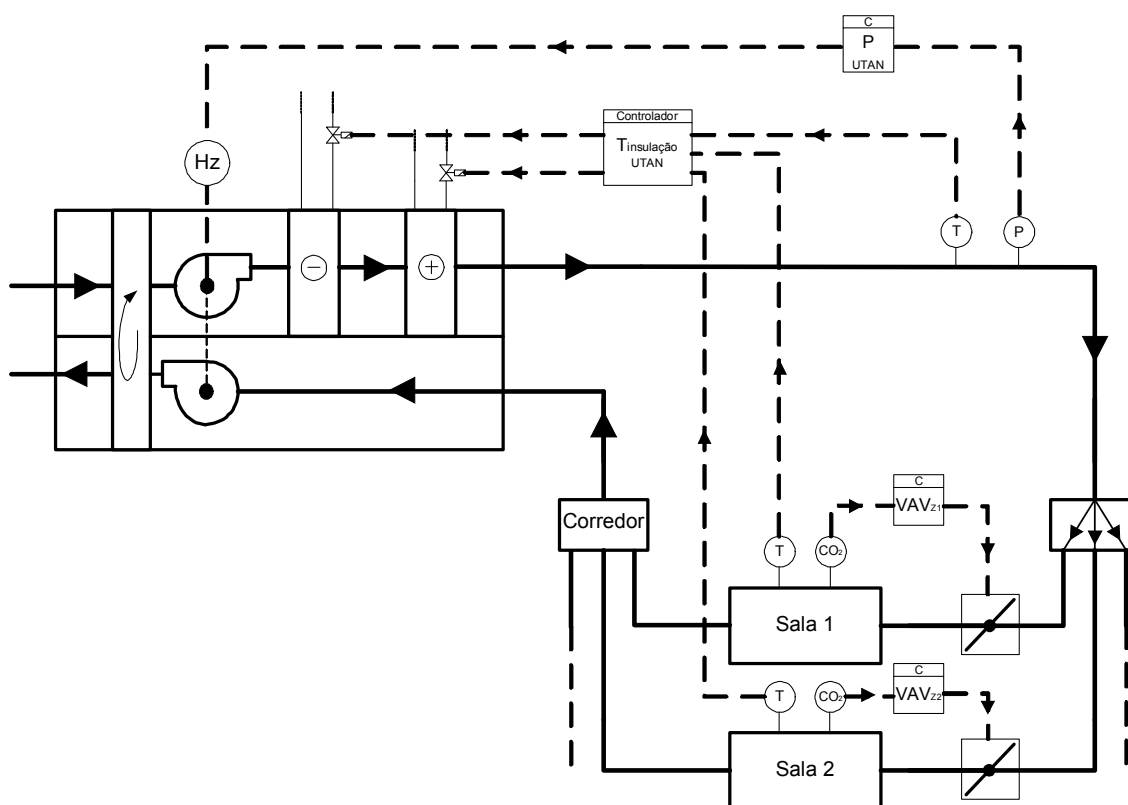 C
P
UTAN
Controlador
Tinsulação
UTAN
Hz
T
P
−
+
C
VAVZ1
Corredor
T
CO2
Sala 1
C
VAVZ2
T
CO2
Sala 2